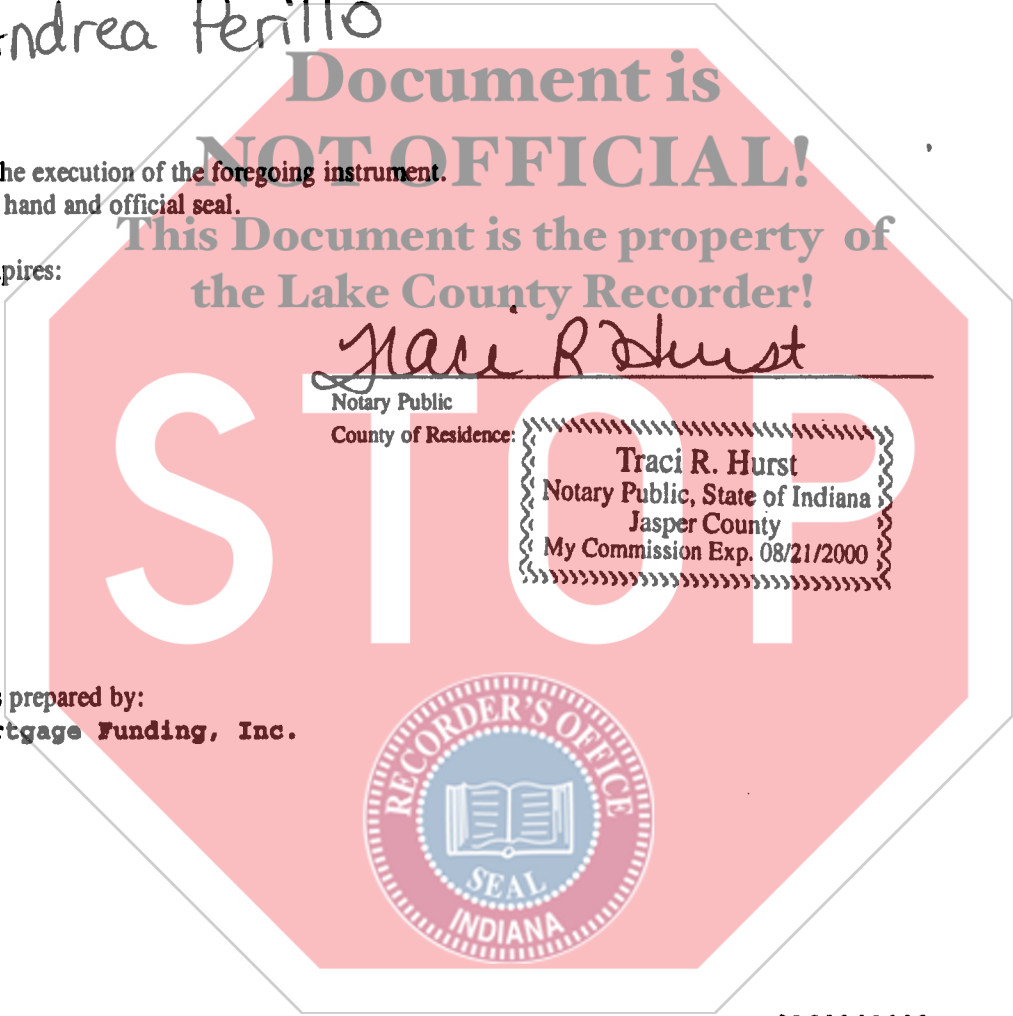 Andrea Perillo
Document is
NOT OFFICIAL!
he execution of the foregoing instrument.
hand and official seal.
This Document is the property of
pires:
the Lake County Recorder!
Traci R Hurst
Notary Public
County of Residence:
Traci R. Hurst
Notary Public, State of Indiana
Jasper County
My Commission Exp. 08/21/2000
STOP
s prepared by:
rtgage Funding, Inc.
RECORDER'S OFFICE
SEAL
INDIANA